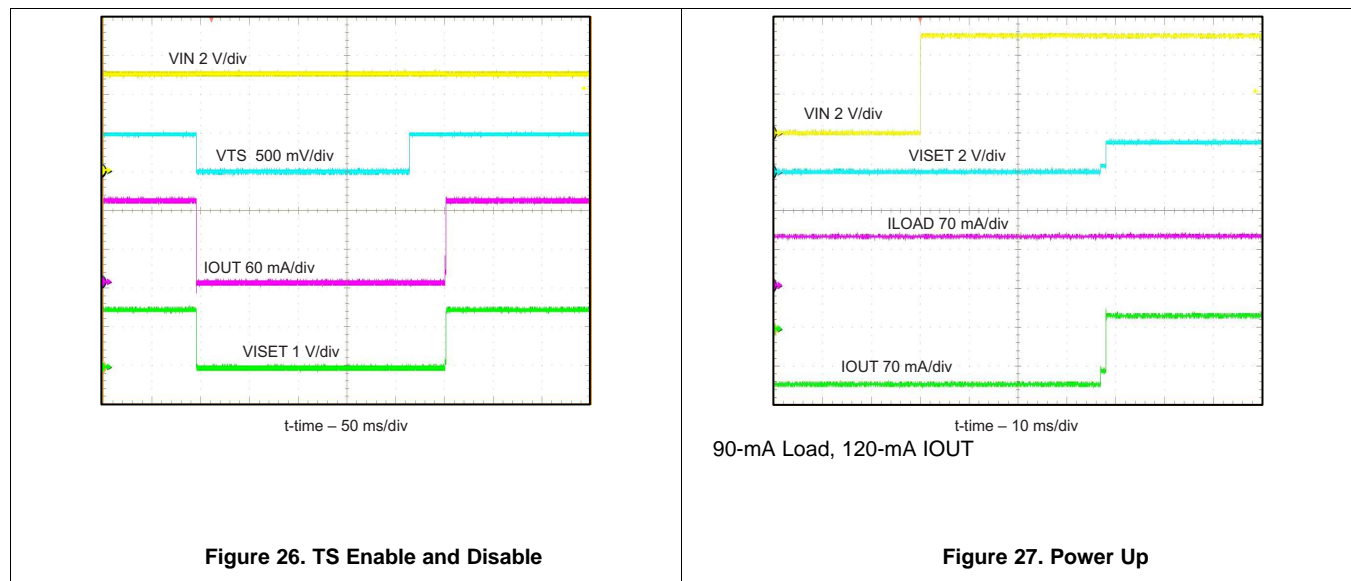 VIN 2 V/div
VTS 500 mV/div
IOUT 60 mA/div
VISET 1 V/div
t-time – 50 ms/div
Figure 26. TS Enable and Disable
VIN 2 V/div
VISET 2 V/div
ILOAD 70 mA/div
IOUT 70 mA/div
t-time – 10 ms/div
90-mA Load, 120-mA IOUT
Figure 27. Power Up